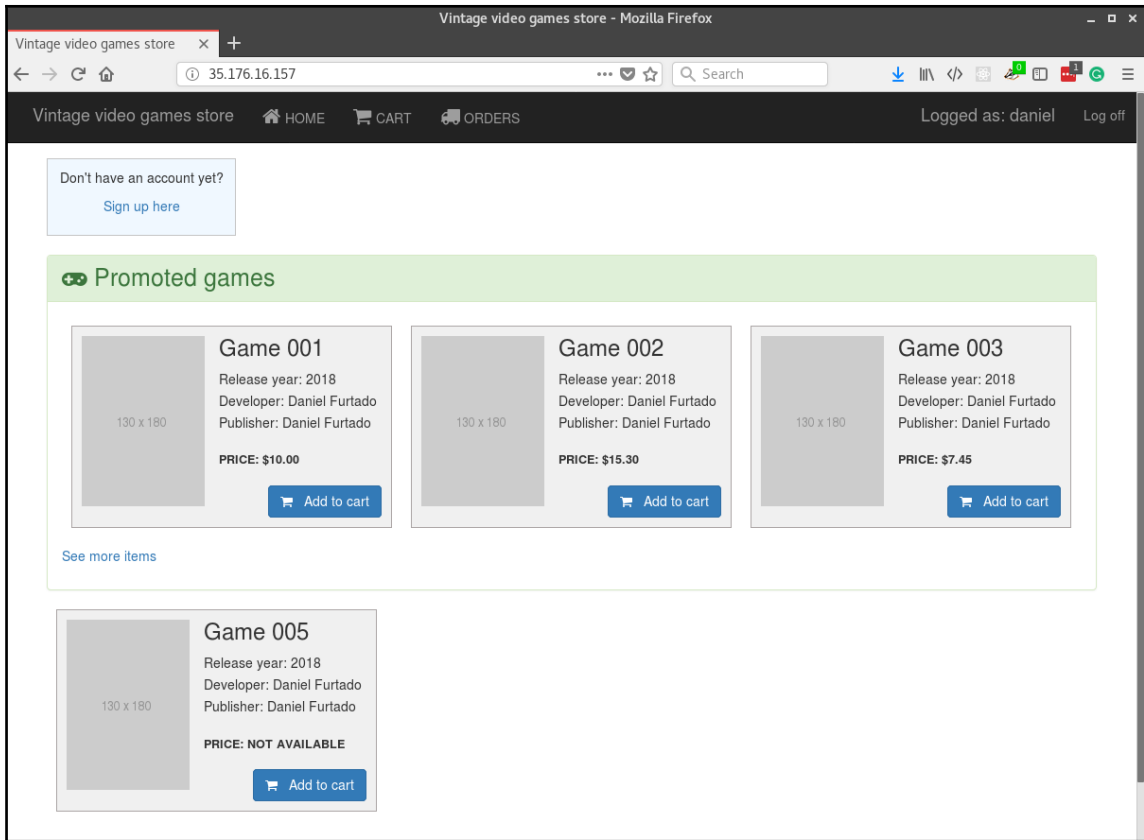 Vintage video games store - Mozilla Firefox
Vintage video games store
35.176.16.157
Search
0
1
Vintage video games store HOME CART ORDERS Logged as: daniel Log off
Don't have an account yet?
Sign up here
Promoted games
130 x 180
Game 001
Release year: 2018
Developer: Daniel Furtado
Publisher: Daniel Furtado
PRICE: $10.00
Add to cart
130 x 180
Game 002
Release year: 2018
Developer: Daniel Furtado
Publisher: Daniel Furtado
PRICE: $15.30
Add to cart
130 x 180
Game 003
Release year: 2018
Developer: Daniel Furtado
Publisher: Daniel Furtado
PRICE: $7.45
Add to cart
See more items
130 x 180
Game 005
Release year: 2018
Developer: Daniel Furtado
Publisher: Daniel Furtado
PRICE: NOT AVAILABLE
Add to cart